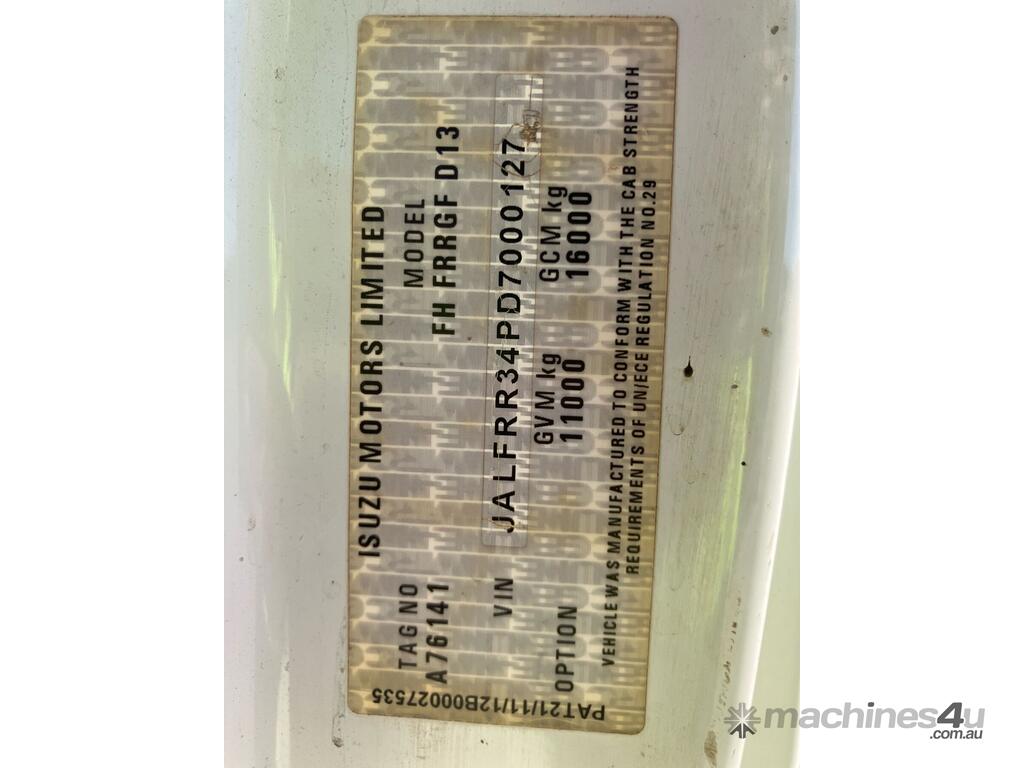 ISUZU MOTORS LIMITED
TAG NO MODEL
A76141 FH FRRGF D13
VIN JALFRR34PD7000127
GVM kg GCM kg
OPTION 11000 16000
VEHICLE WAS MANUFACTURED TO CONFORM WITH THE CAB STRENGTH
REQUIREMENTS OF UN/ECE REGULATION NO.29
PAT21/11/12B00027535
machines4u
.com.au